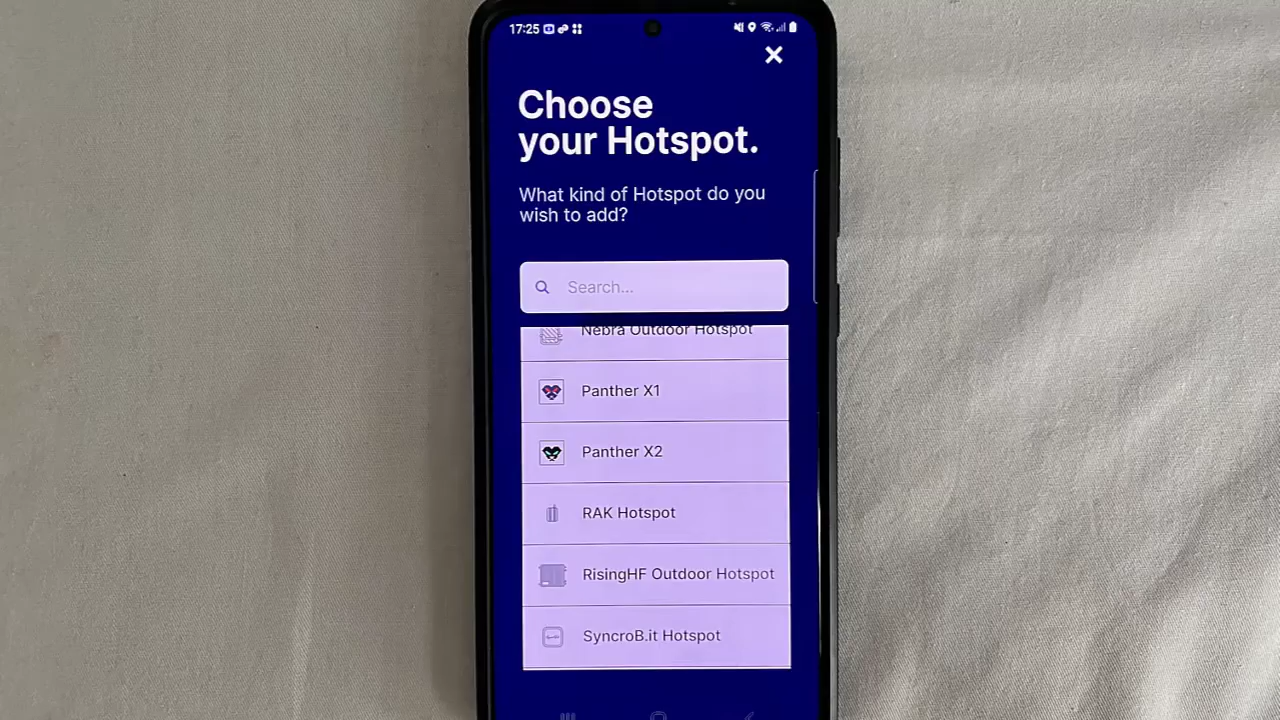 17:25
Choose
your Hotspot.
What kind of Hotspot do you
wish to add?
Search...
Nebra Outdoor Hotspot
Panther X1
Panther X2
RAK Hotspot
RisingHF Outdoor Hotspot
SyncroB.it Hotspot